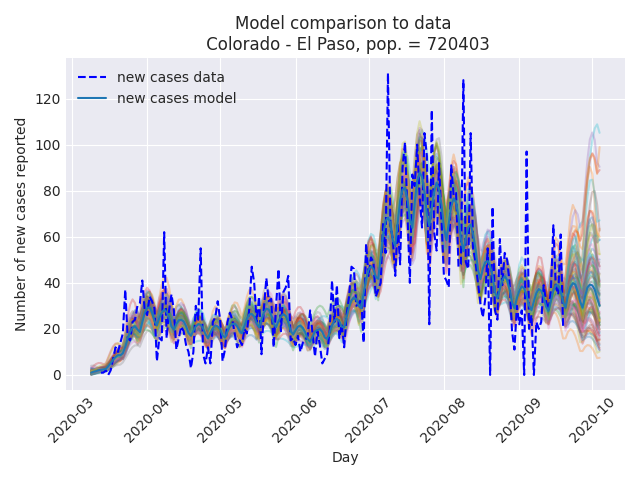 Model comparison to data
Colorado - El Paso, pop. = 720403
new cases data
new cases model
Number of new cases reported
120
100
80
60
40
20
0
2020-03
2020-04
2020-05
2020-06
2020-07
2020-08
2020-09
2020-10
Day